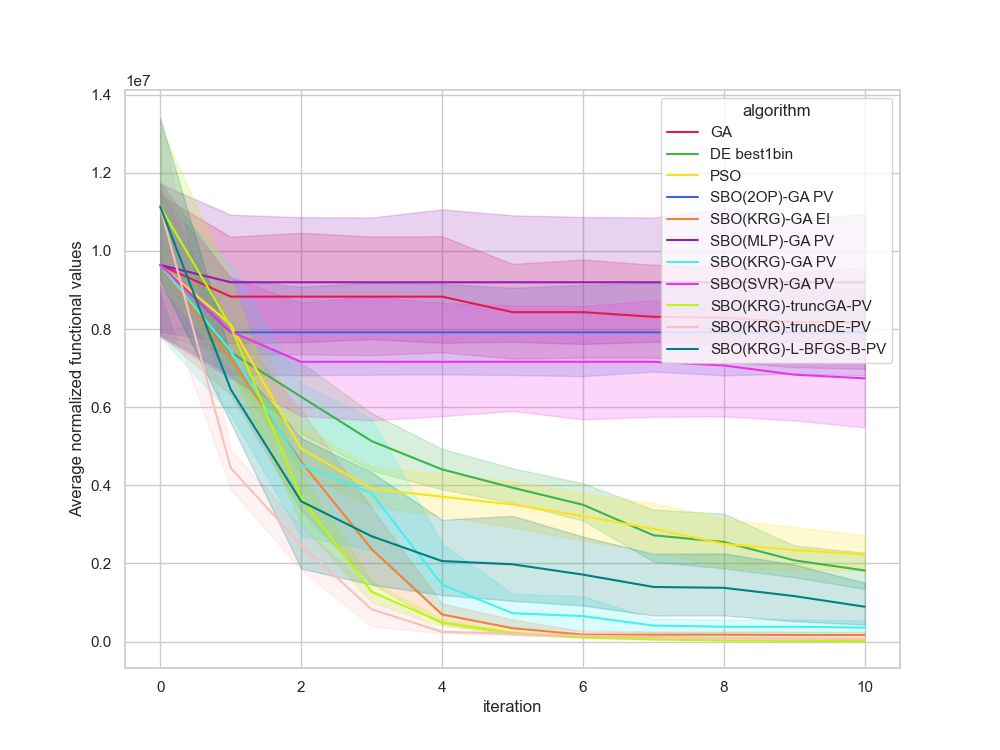 1e7
1.4
1.2
1.0
0.8
0.6
0.4
0.2
0.0
Average normalized functional values
0 2 4 6 8 10
iteration
algorithm
GA
DE best1bin
PSO
SBO(2OP)-GA PV
SBO(KRG)-GA EI
SBO(MLP)-GA PV
SBO(KRG)-GA PV
SBO(SVR)-GA PV
SBO(KRG)-truncGA-PV
SBO(KRG)-truncDE-PV
SBO(KRG)-L-BFGS-B-PV